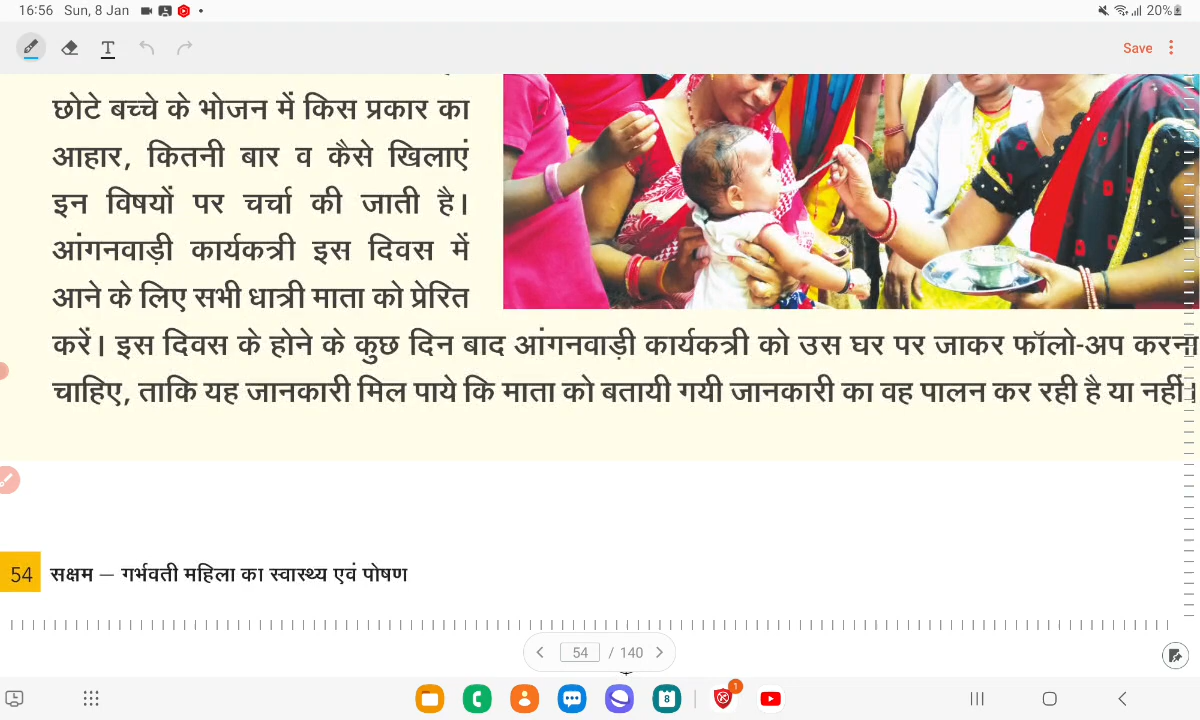 16:56 Sun, 8 Jan 20%
T Save
छोटे बच्चे के भोजन में किस प्रकार का
आहार, कितनी बार व कैसे खिलाएं
इन विषयों पर चर्चा की जाती है।
आंगनवाड़ी कार्यकत्री इस दिवस में
आने के लिए सभी धात्री माता को प्रेरित
करें। इस दिवस के होने के कुछ दिन बाद आंगनवाड़ी कार्यकत्री को उस घर पर जाकर फॉलो-अप करना
चाहिए, ताकि यह जानकारी मिल पाये कि माता को बतायी गयी जानकारी का वह पालन कर रही है या नहीं।
54 सक्षम – गर्भवती महिला का स्वास्थ्य एवं पोषण
54 / 140
8 1